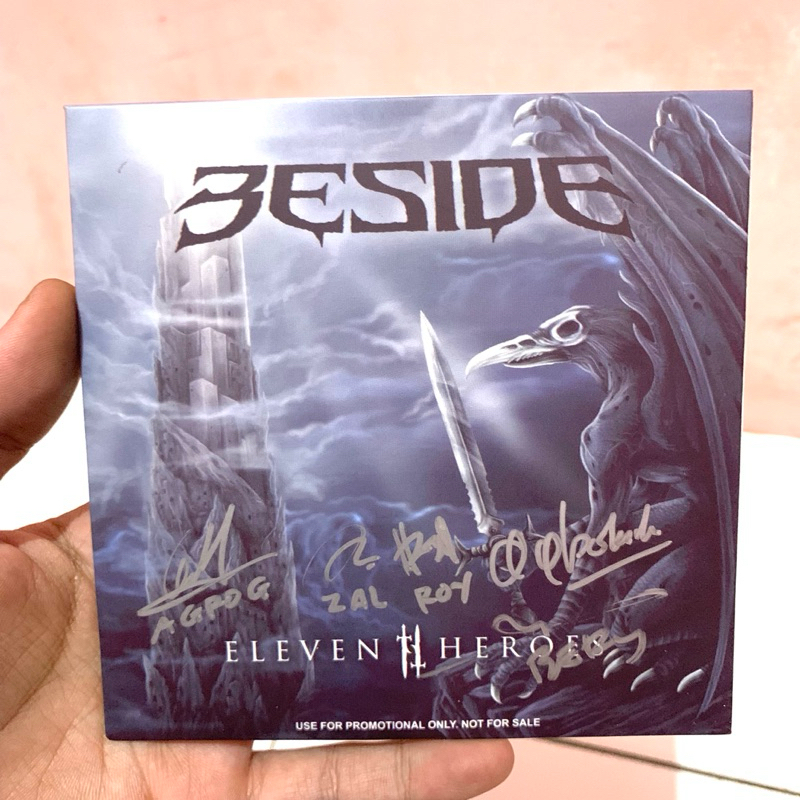 BESIDE
AGROG
ZAL
ROY
ELEVEN HEROES
USE FOR PROMOTIONAL ONLY. NOT FOR SALE